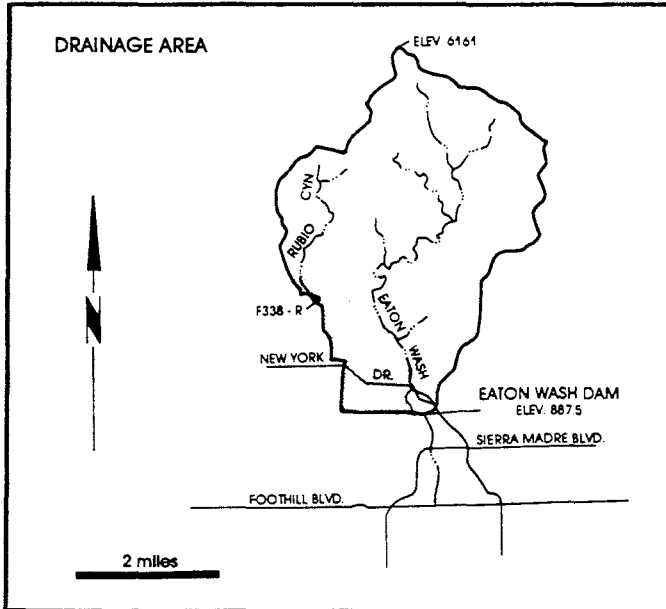 DRAINAGE AREA
ELEV 6161
RUBIO CYN
F338 - R
EATON WASH
NEW YORK DR.
EATON WASH DAM
ELEV. 887.5
SIERRA MADRE BLVD.
FOOTHILL BLVD.
N
2 miles